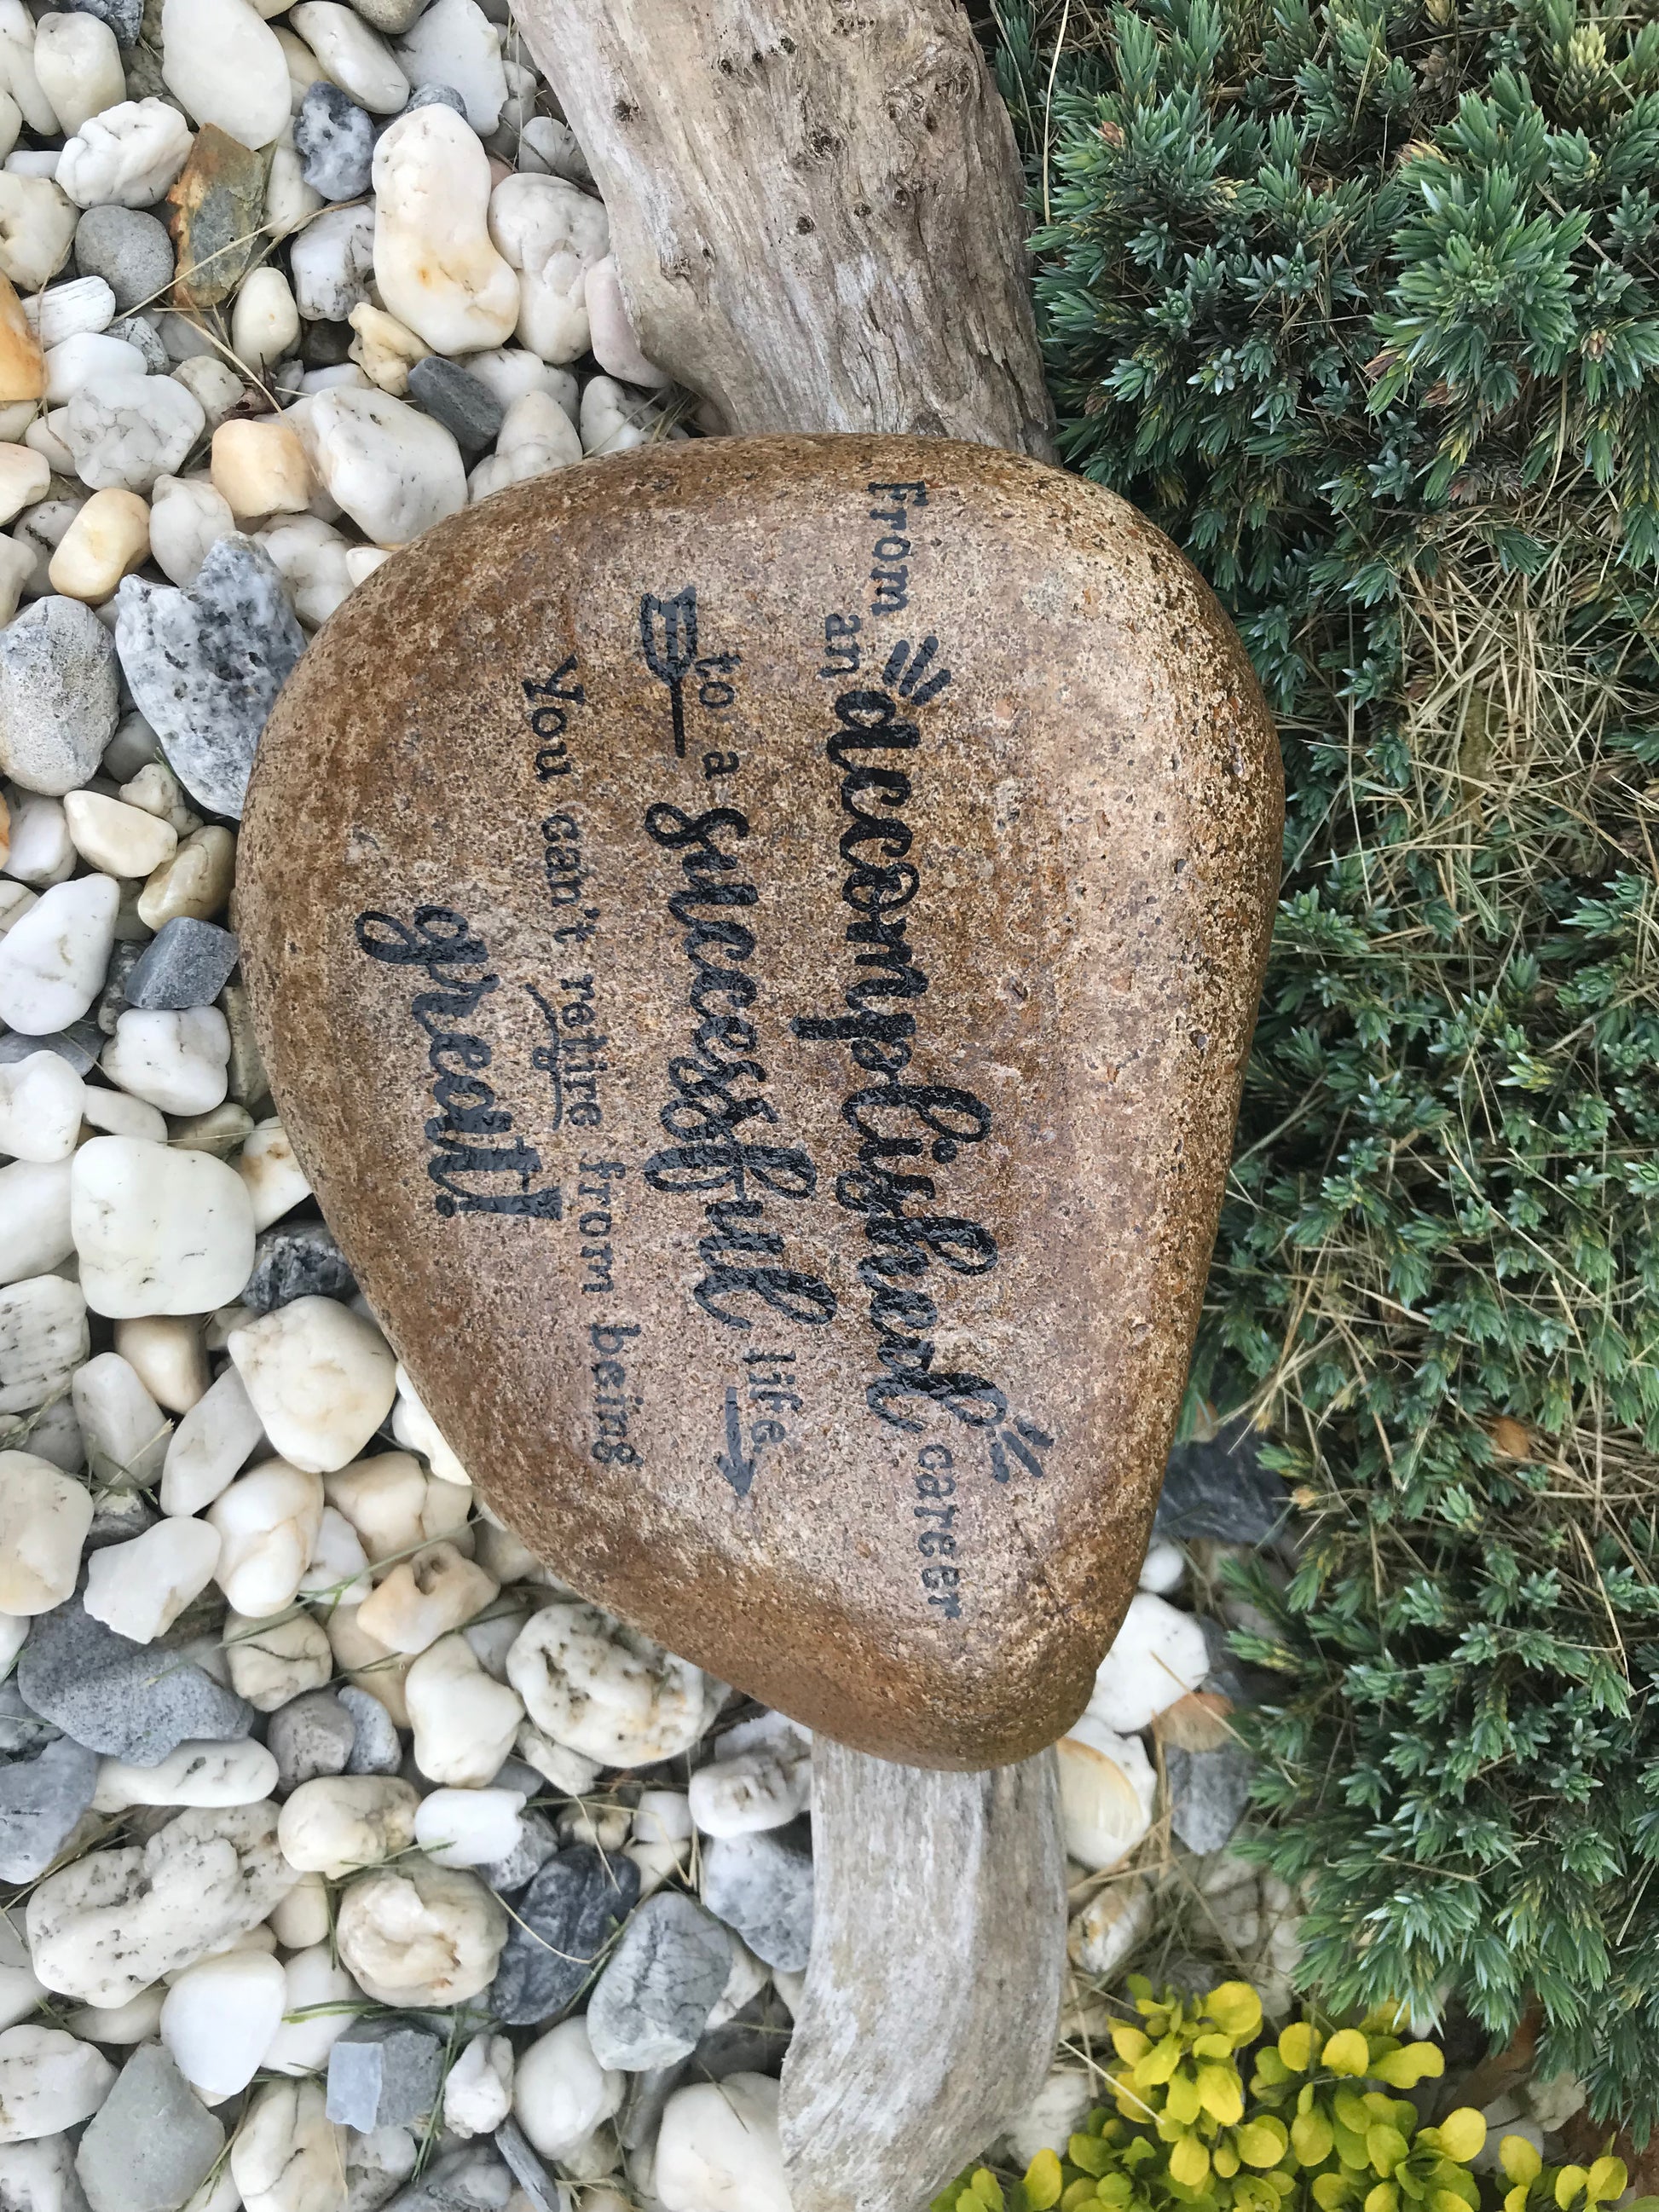 From an accomplished career
to a successful life.
You can't retire from being
great!